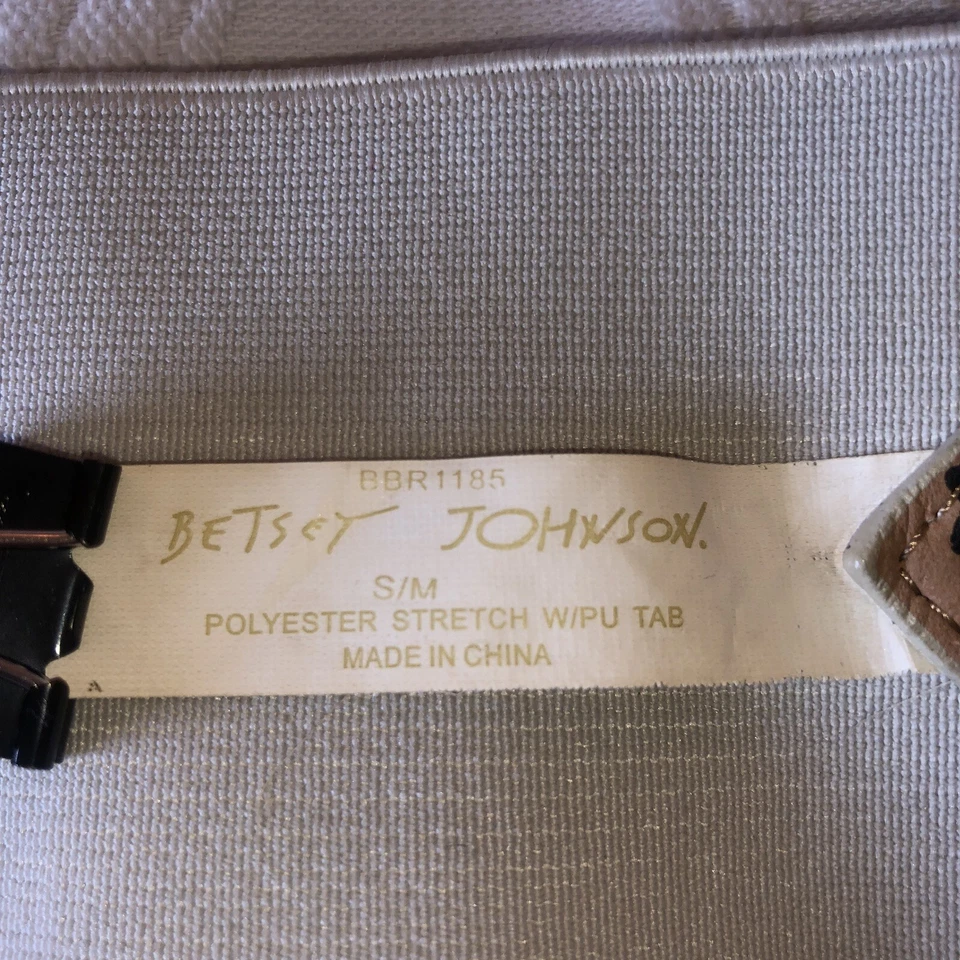 BBR1185
BETSEY JOHNSON.
S/M
POLYESTER STRETCH W/PU TAB
MADE IN CHINA